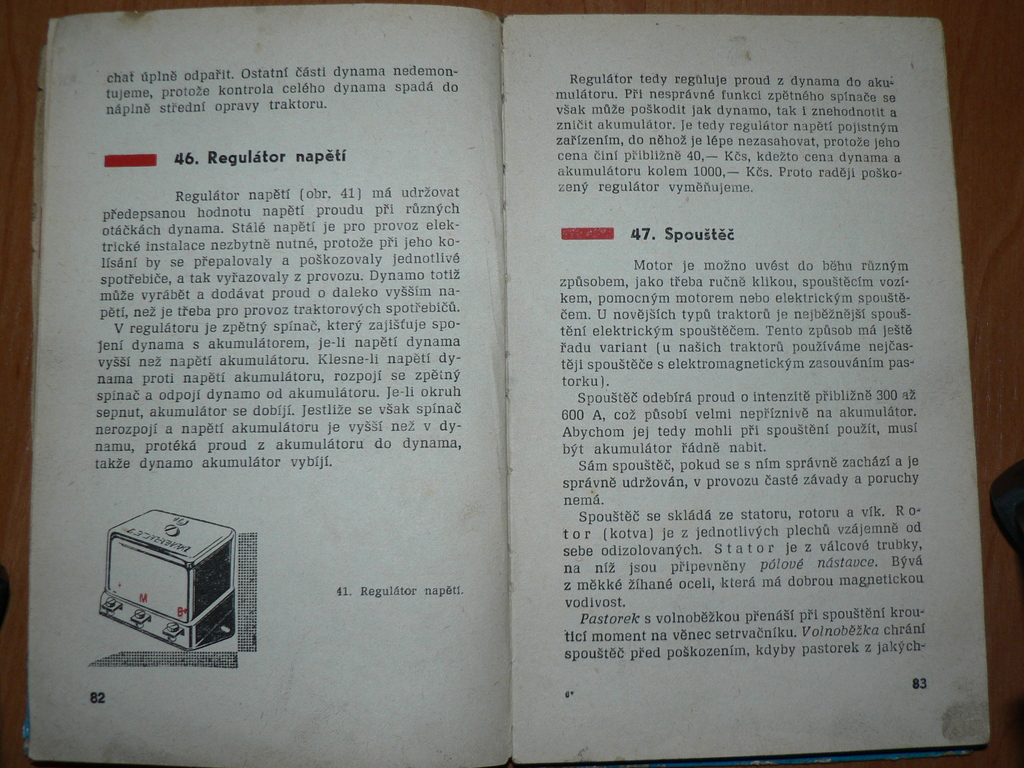 chat úplně odpařit. Ostatní části dynama nedemon-
tujeme, protože kontrola celého dynama spadá do
náplně střední opravy traktoru.
46. Regulátor napětí
Regulátor napětí (obr. 41) má udržovat
předepsanou hodnotu napětí proudu při různých
otáčkách dynama. Stálé napětí je pro provoz elek-
trické instalace nezbytně nutné, protože při jeho ko-
lísání by se přepalovaly a poškozovaly jednotlivé
spotřebiče, a tak vyřazovaly z provozu. Dynamo totiž
může vyrábět a dodávat proud o daleko vyšším na-
pětí, než je třeba pro provoz traktorových spotřebičů.
V regulátoru je zpětný spínač, který zajišťuje spo-
jení dynama s akumulátorem, je-li napětí dynama
vyšší než napětí akumulátoru. Klesne-li napětí dy-
nama proti napětí akumulátoru, rozpojí se zpětný
spínač a odpojí dynamo od akumulátoru. Je-li okruh
sepnut, akumulátor se dobíjí. Jestliže se však spínač
nerozpojí a napětí akumulátoru je vyšší než v dy-
namu, protéká proud z akumulátoru do dynama,
takže dynamo akumulátor vybíjí.
M
B+
41. Regulátor napětí.
82
Regulátor tedy reguluje proud z dynama do aku-
mulátoru. Při nesprávné funkci zpětného spínače se
však může poškodit jak dynamo, tak i znehodnotit a
zničit akumulátor. Je tedy regulátor napětí pojistným
zařízením, do něhož je lépe nezasahovat, protože jeho
cena činí přibližně 40,— Kčs, kdežto cena dynama a
akumulátoru kolem 1000,— Kčs. Proto raději poško-
zený regulátor vyměňujeme.
47. Spouštěč
Motor je možno uvést do běhu různým
způsobem, jako třeba ručně klikou, spouštěcím vozí-
kem, pomocným motorem nebo elektrickým spouště-
čem. U novějších typů traktorů je nejběžnější spouš-
tění elektrickým spouštěčem. Tento způsob má ještě
řadu variant (u našich traktorů používáme nejčas-
těji spouštěče s elektromagnetickým zasouváním pas-
torku).
Spouštěč odebírá proud o intenzitě přibližně 300 až
600 A, což působí velmi nepříznivě na akumulátor.
Abychom jej tedy mohli při spouštění použít, musí
být akumulátor řádně nabit.
Sám spouštěč, pokud se s ním správně zachází a je
správně udržován, v provozu časté závady a poruchy
nemá.
Spouštěč se skládá ze statoru, rotoru a vík. Ro-
tor (kotva) je z jednotlivých plechů vzájemně od
sebe odizolovaných. Stator je z válcové trubky,
na níž jsou připevněny pólové nástavce. Bývá
z měkké žíhané oceli, která má dobrou magnetickou
vodivost.
Pastorek s volnoběžkou přenáší při spouštění krou-
ticí moment na věnec setrvačníku. Volnoběžka chrání
spouštěč před poškozením, kdyby pastorek z jakých-
6*
83